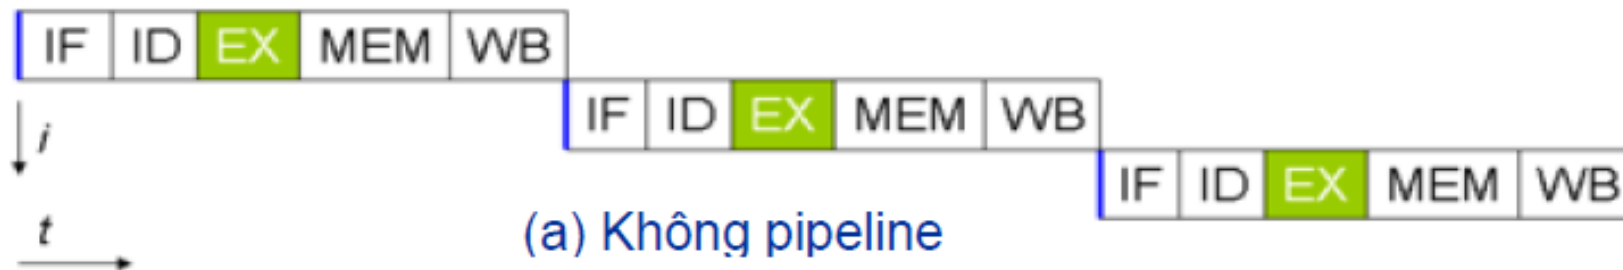 IF ID EX MEM WB
IF ID EX MEM WB
i
IF ID EX MEM WB
t
(a) Không pipeline